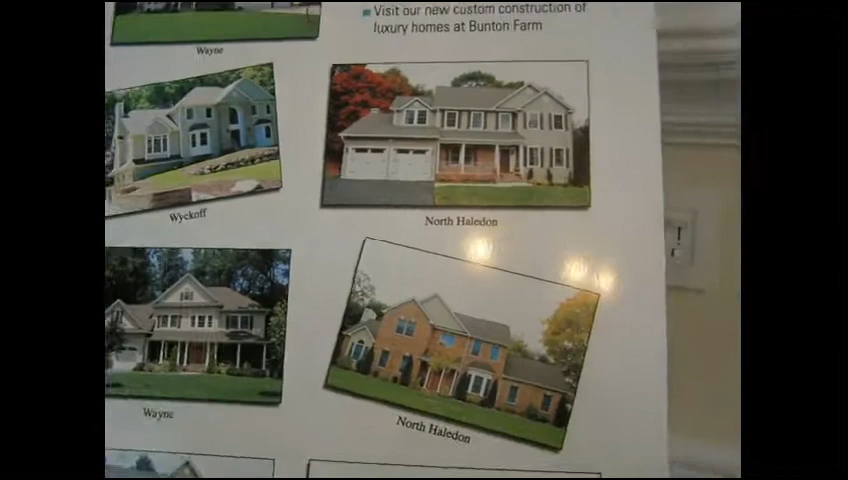 Visit our new custom construction of
luxury homes at Bunton Farm
Wayne
Wyckoff
North Haledon
Wayne
North Haledon